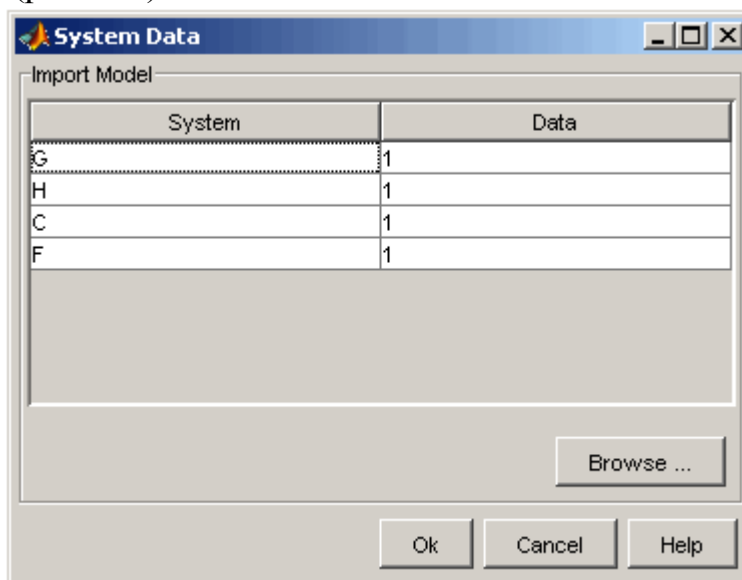 System Data
Import Model
System Data
G 1
H 1
C 1
F 1
Browse ...
Ok Cancel Help